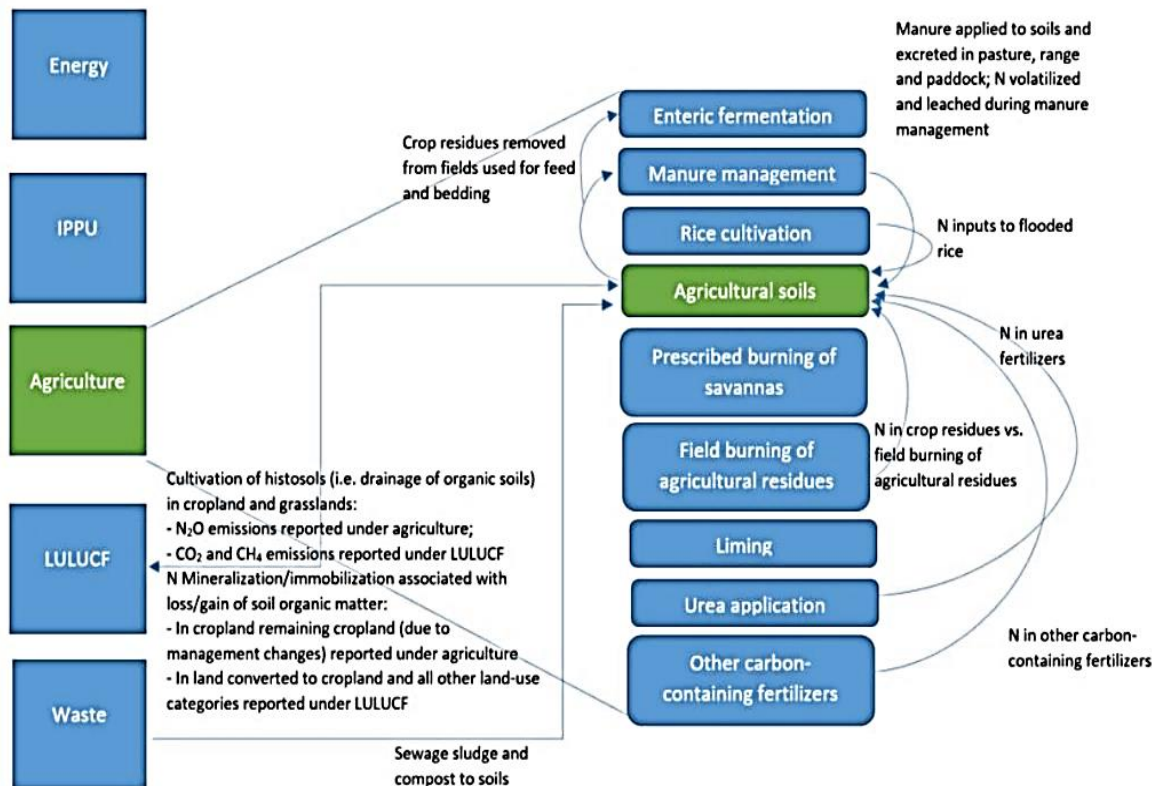 Energy
IPPU
Agriculture
LULUCF
Waste
Crop residues removed
from fields used for feed
and bedding
Cultivation of histosols (i.e. drainage of organic soils)
in cropland and grasslands:
- N₂O emissions reported under agriculture;
- CO₂ and CH₄ emissions reported under LULUCF
N Mineralization/immobilization associated with
loss/gain of soil organic matter:
- In cropland remaining cropland (due to
management changes) reported under agriculture
- In land converted to cropland and all other land-use
categories reported under LULUCF
Sewage sludge and
compost to soils
Enteric fermentation
Manure management
Rice cultivation
Agricultural soils
Prescribed burning of
savannas
Field burning of
agricultural residues
Liming
Urea application
Other carbon-
containing fertilizers
Manure applied to soils and
excreted in pasture, range
and paddock; N volatilized
and leached during manure
management
N inputs to flooded
rice
N in urea
fertilizers
N in crop residues vs.
field burning of
agricultural residues
N in other carbon-
containing fertilizers